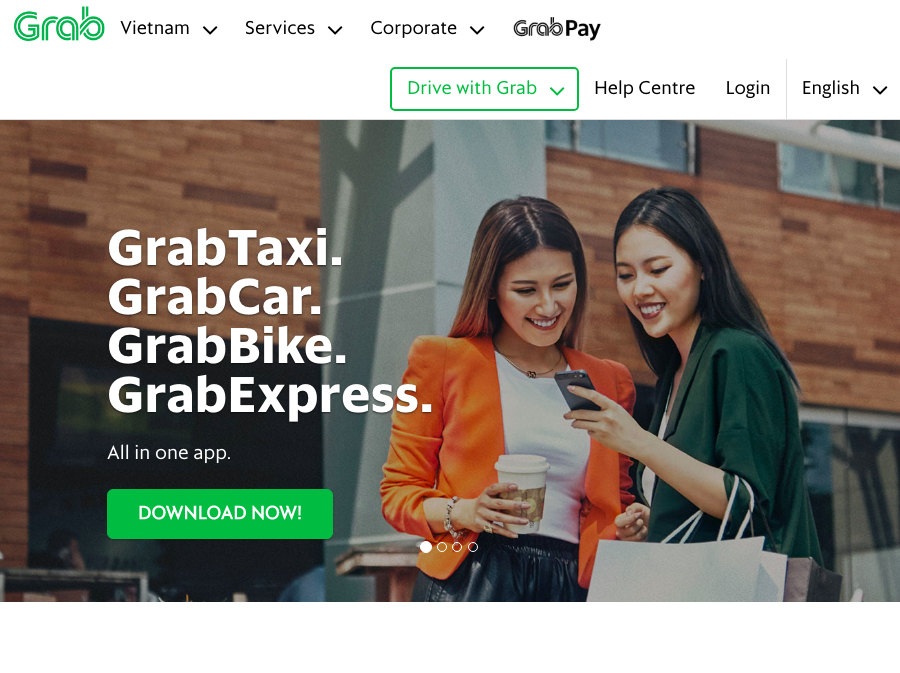 Grab
Vietnam
Services
Corporate
GrabPay
Drive with Grab
Help Centre
Login
English
GrabTaxi.
GrabCar.
GrabBike.
GrabExpress.
All in one app.
DOWNLOAD NOW!